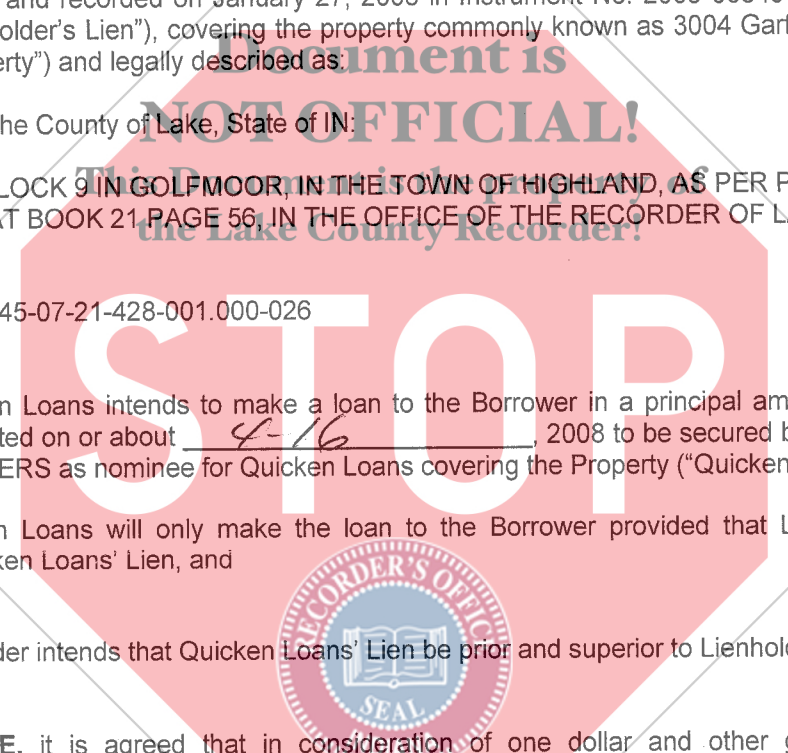 and recorded on January 27, 2006 in Instrument No.
older's Lien"), covering the property commonly known as 3004
erty") and legally described as:
Document is
NOT OFFICIAL!
This Document is the property of
the Lake County Recorder!
he County of Lake, State of IN:
LOCK 9 IN GOLFMOOR, IN THE TOWN OF HIGHLAND, AS PER P
AT BOOK 21 PAGE 56, IN THE OFFICE OF THE RECORDER OF LA
45-07-21-428-001.000-026
STOP
n Loans intends to make a loan to the Borrower in a principal am
ted on or about 4-16, 2008 to be secured b
ERS as nominee for Quicken Loans covering the Property ("Quicken
n Loans will only make the loan to the Borrower provided that L
ken Loans' Lien, and
RECORDER'S OFFICE
SEAL
der intends that Quicken Loans' Lien be prior and superior to Lienhol
E, it is agreed that in consideration of one dollar and other g